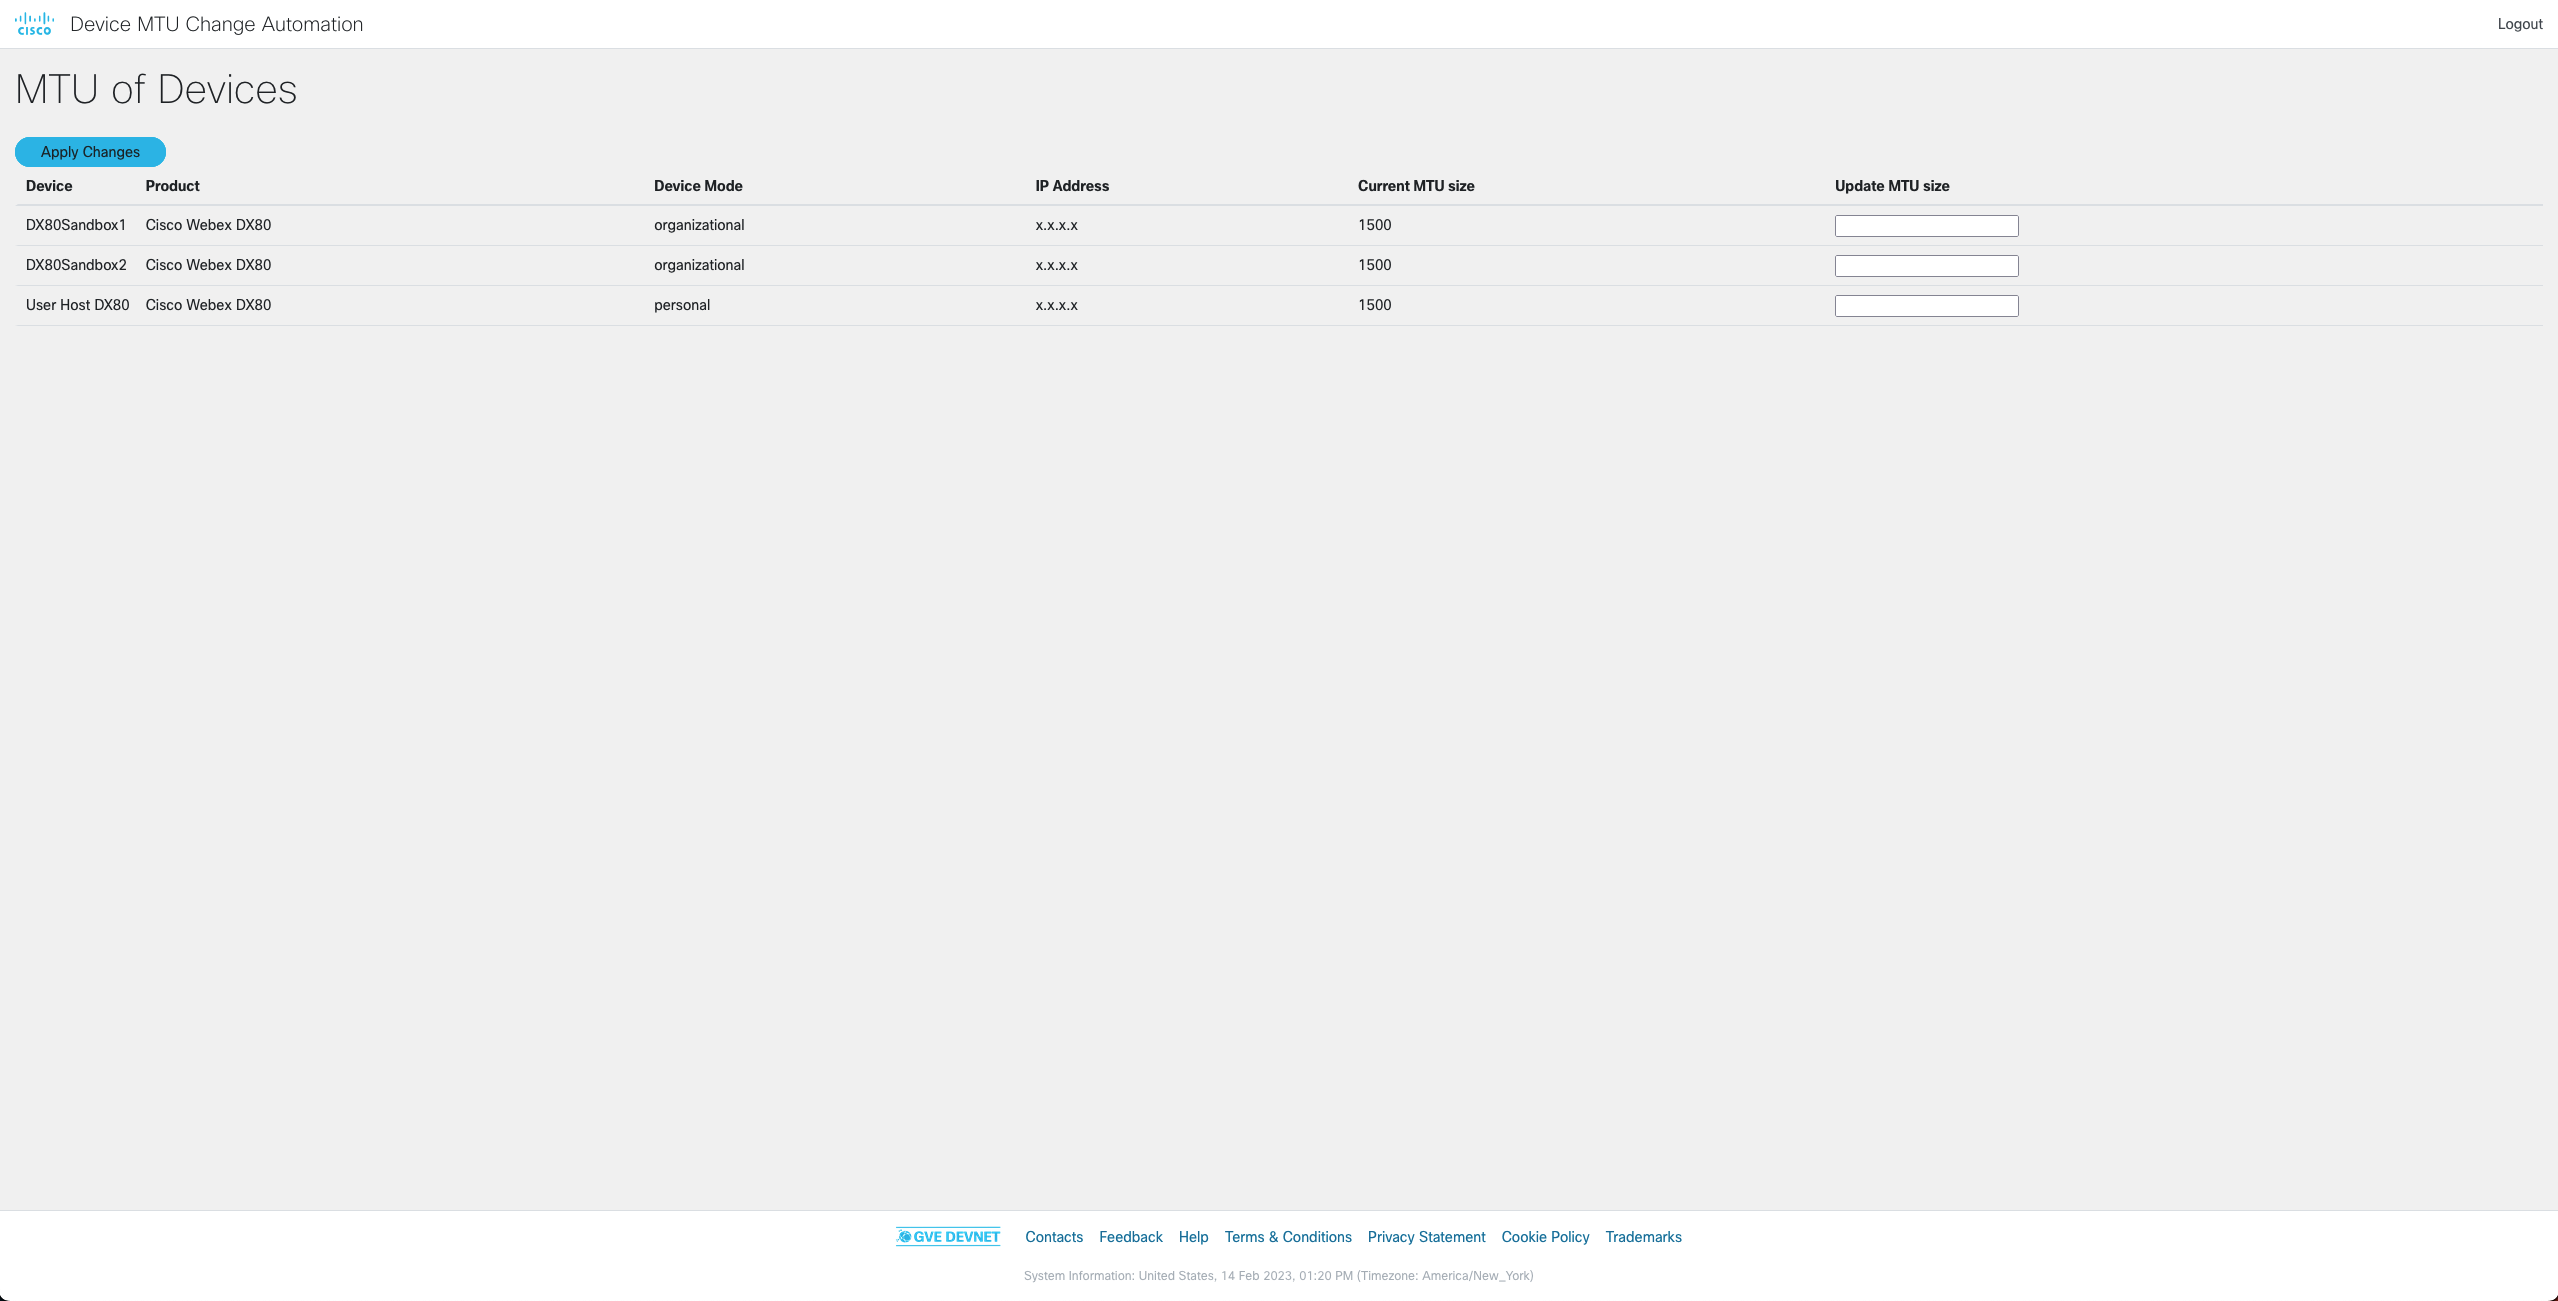 cisco Device MTU Change Automation Logout
MTU of Devices
Apply Changes
Device Product Device Mode IP Address Current MTU size Update MTU size
DX80Sandbox1 Cisco Webex DX80 organizational x.x.x.x 1500
DX80Sandbox2 Cisco Webex DX80 organizational x.x.x.x 1500
User Host DX80 Cisco Webex DX80 personal x.x.x.x 1500
GVE DEVNET Contacts Feedback Help Terms & Conditions Privacy Statement Cookie Policy Trademarks
System Information: United States, 14 Feb 2023, 01:20 PM (Timezone: America/New_York)